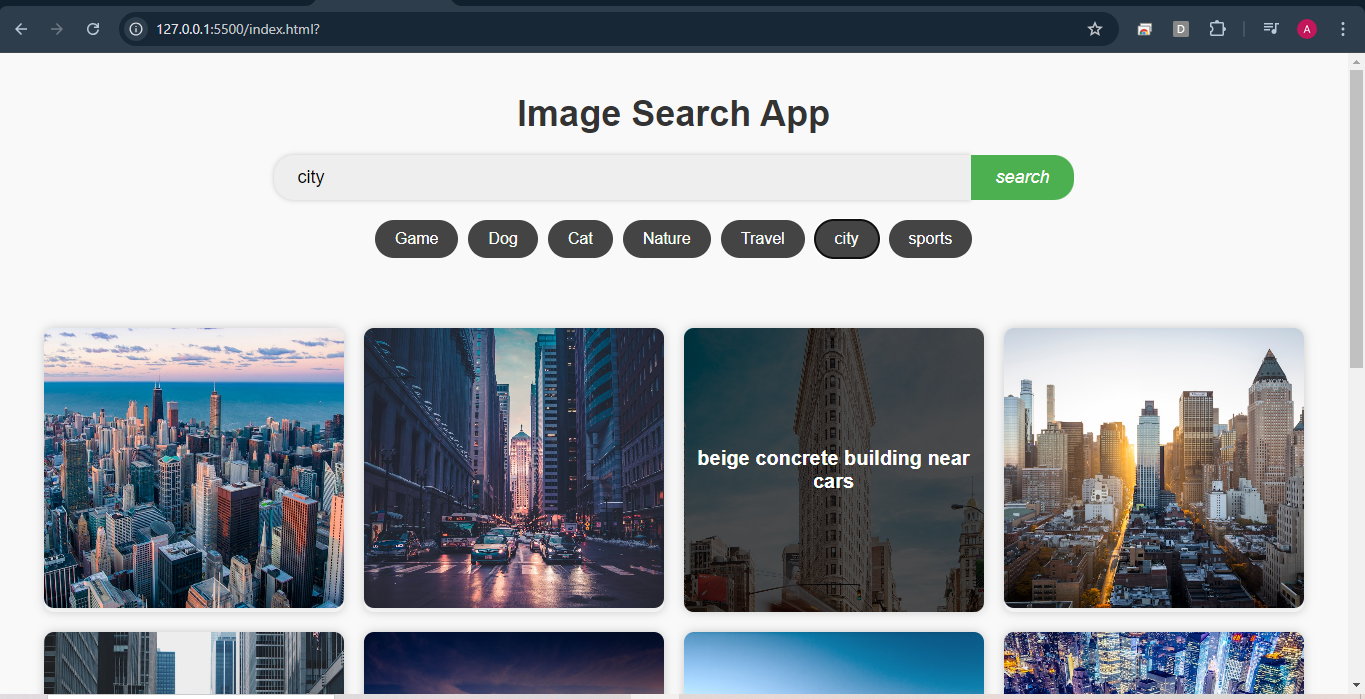 127.0.0.1:5500/index.html?
D
A
Image Search App
city
search
Game
Dog
Cat
Nature
Travel
city
sports
beige concrete building near
cars